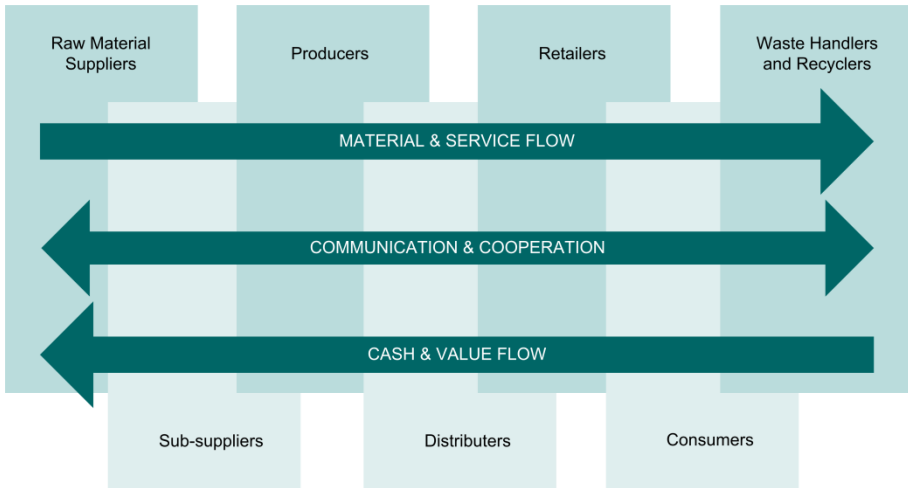 Raw Material
Suppliers
Producers
Retailers
Waste Handlers
and Recyclers
MATERIAL & SERVICE FLOW
COMMUNICATION & COOPERATION
CASH & VALUE FLOW
Sub-suppliers
Distributers
Consumers